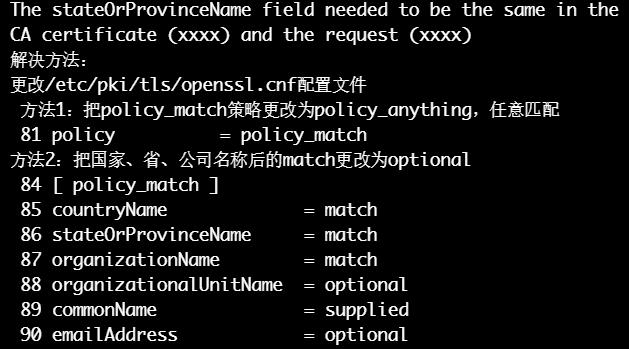 The stateOrProvinceName field needed to be the same in the
CA certificate (xxxx) and the request (xxxx)
解决方法：
更改/etc/pki/tls/openssl.cnf配置文件
方法1：把policy_match策略更改为policy_anything，任意匹配
81 policy          = policy_match
方法2：把国家、省、公司名称后的match更改为optional
84 [ policy_match ]
85 countryName             = match
86 stateOrProvinceName     = match
87 organizationName        = match
88 organizationalUnitName  = optional
89 commonName              = supplied
90 emailAddress            = optional